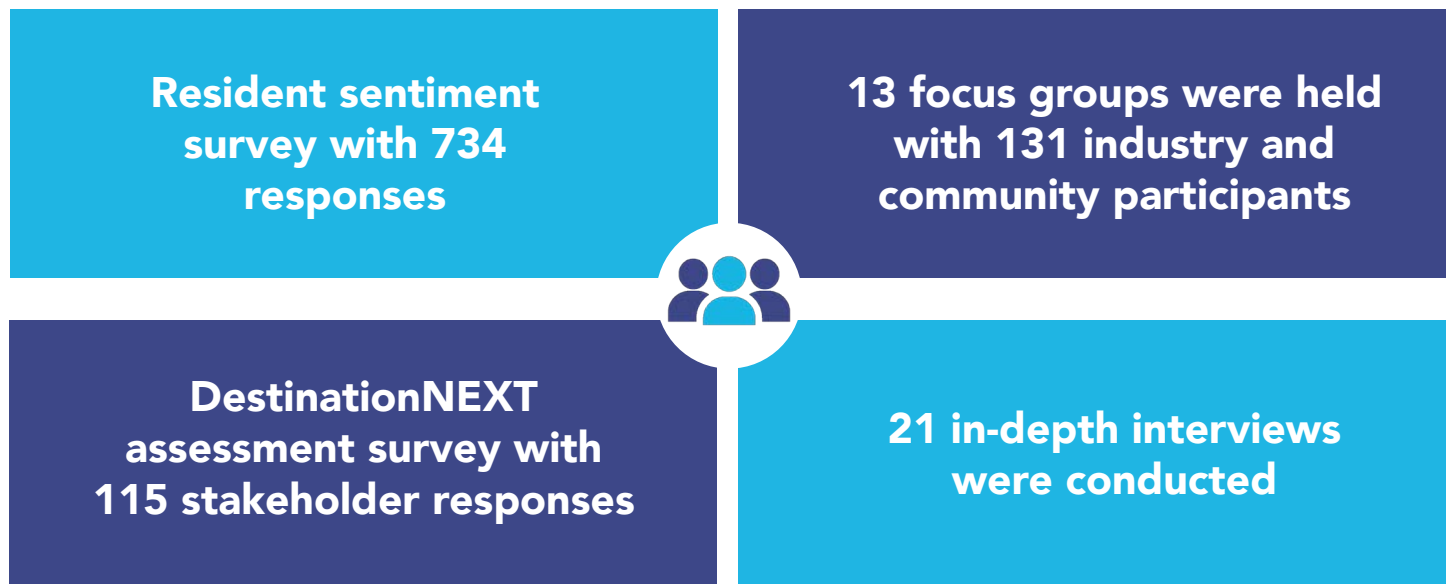 Resident sentiment
survey with 734
responses
13 focus groups were held
with 131 industry and
community participants
DestinationNEXT
assessment survey with
115 stakeholder responses
21 in-depth interviews
were conducted